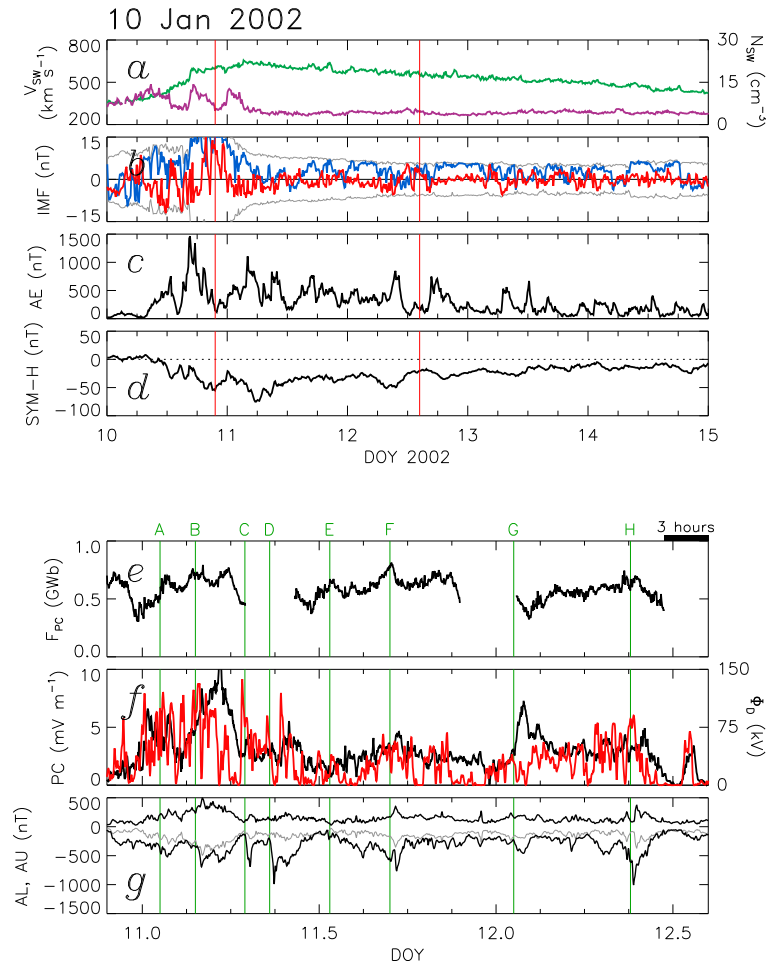 10 Jan 2002
800
500
200
V_SW (km s⁻¹)
30
15
0
N_SW (cm⁻³)
a
15
0
−15
IMF (nT)
b
1500
1000
500
0
AE (nT)
c
50
0
−50
−100
SYM−H (nT)
d
10 11 12 13 14 15
DOY 2002
A B C D E F G H 3 hours
1.0
0.5
0.0
F_PC (GWb)
e
10
5
0
PC (mV m⁻¹)
150
75
0
Φ_D (kV)
f
500
0
−500
−1000
−1500
AL, AU (nT)
g
11.0 11.5 12.0 12.5
DOY